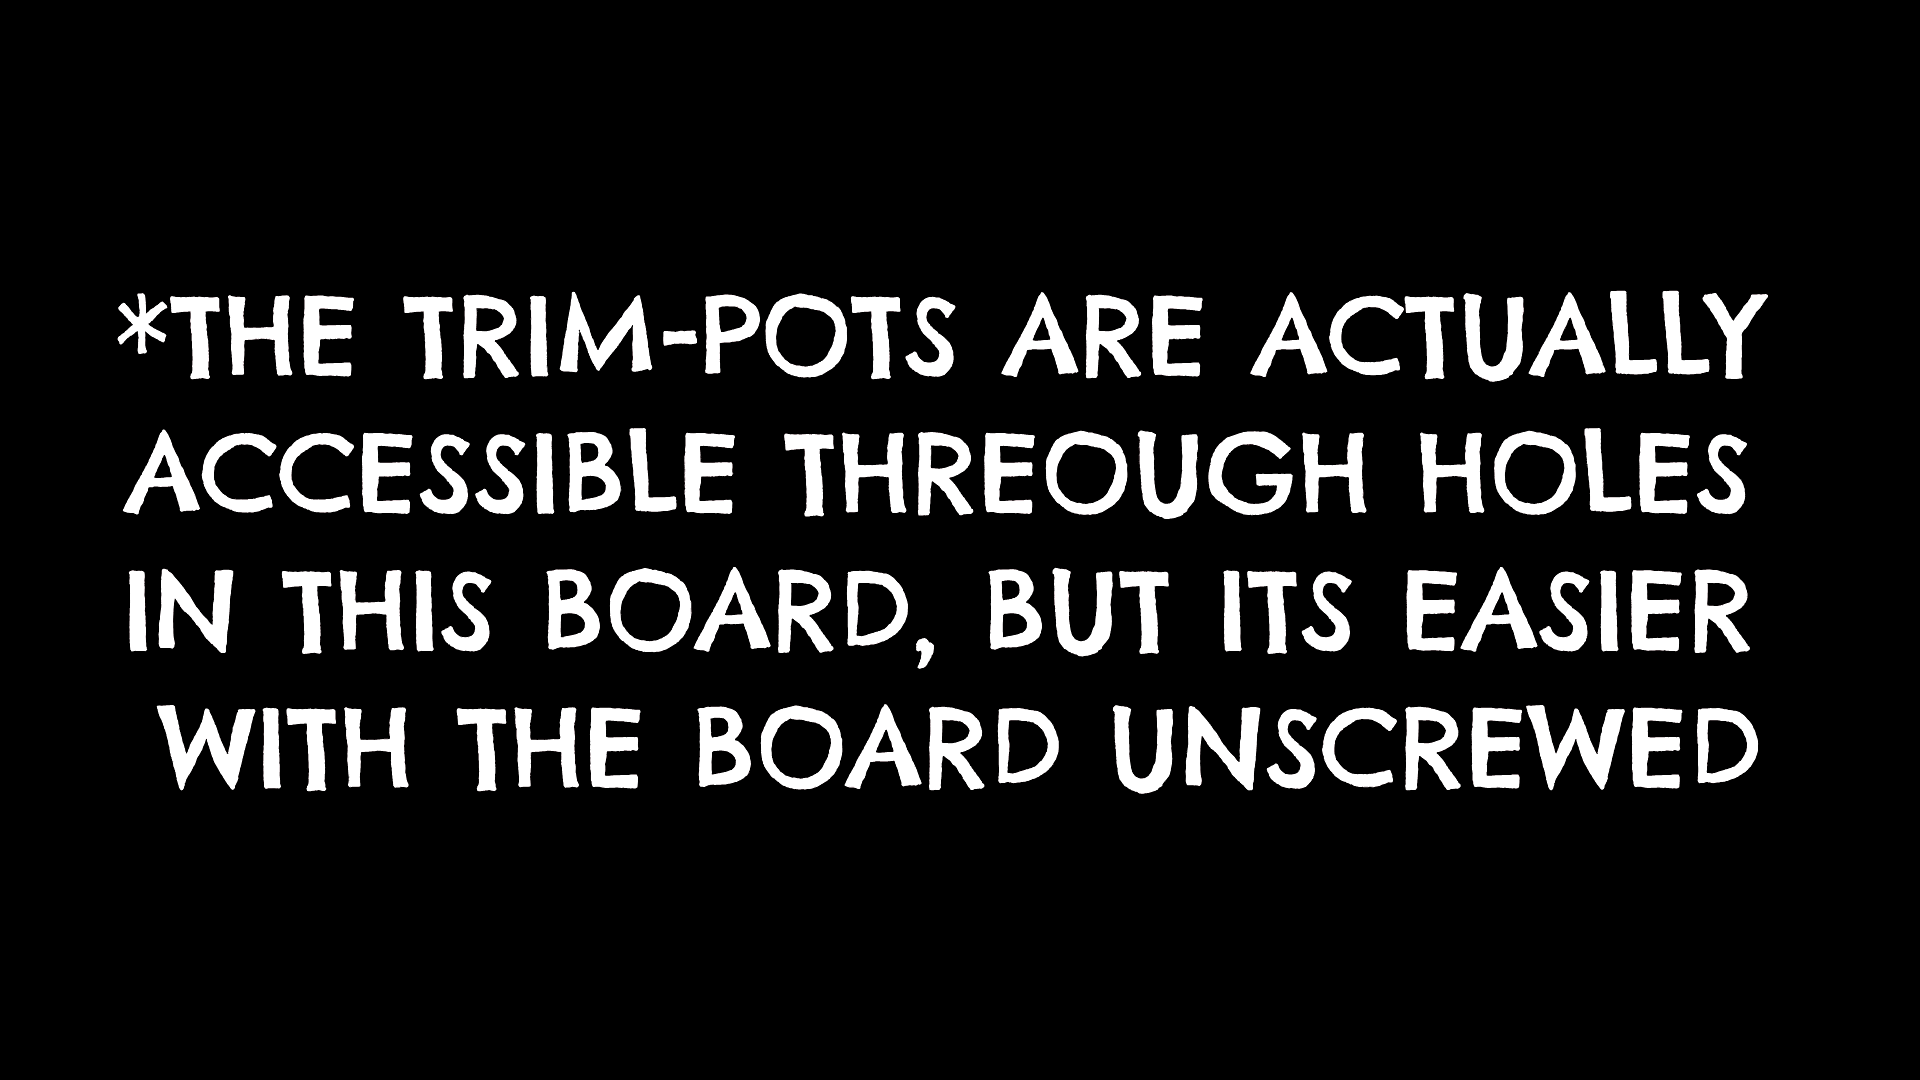 *THE TRIM-POTS ARE ACTUALLY
ACCESSIBLE THREOUGH HOLES
IN THIS BOARD, BUT ITS EASIER
WITH THE BOARD UNSCREWED